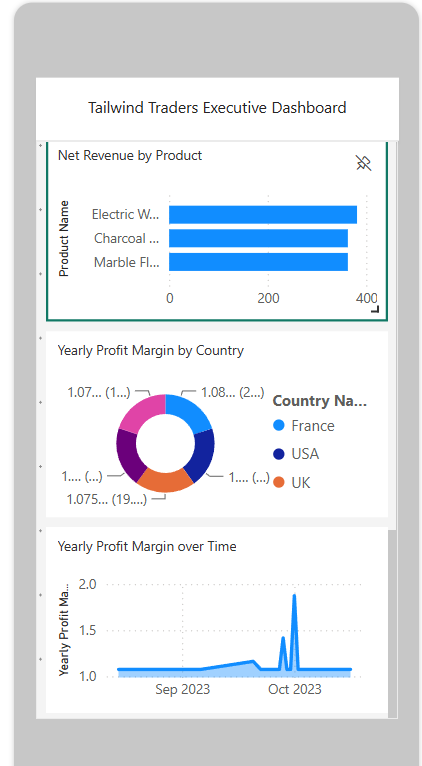 Tailwind Traders Executive Dashboard
Net Revenue by Product
Product Name
Electric W...
Charcoal ...
Marble Fl...
0 200 400
Yearly Profit Margin by Country
1.07... (1...) 1.08... (2...)
1.... (...) 1.... (...)
1.075... (19....)
Country Na...
France
USA
UK
Yearly Profit Margin over Time
Yearly Profit Ma...
2.0
1.5
1.0
Sep 2023 Oct 2023